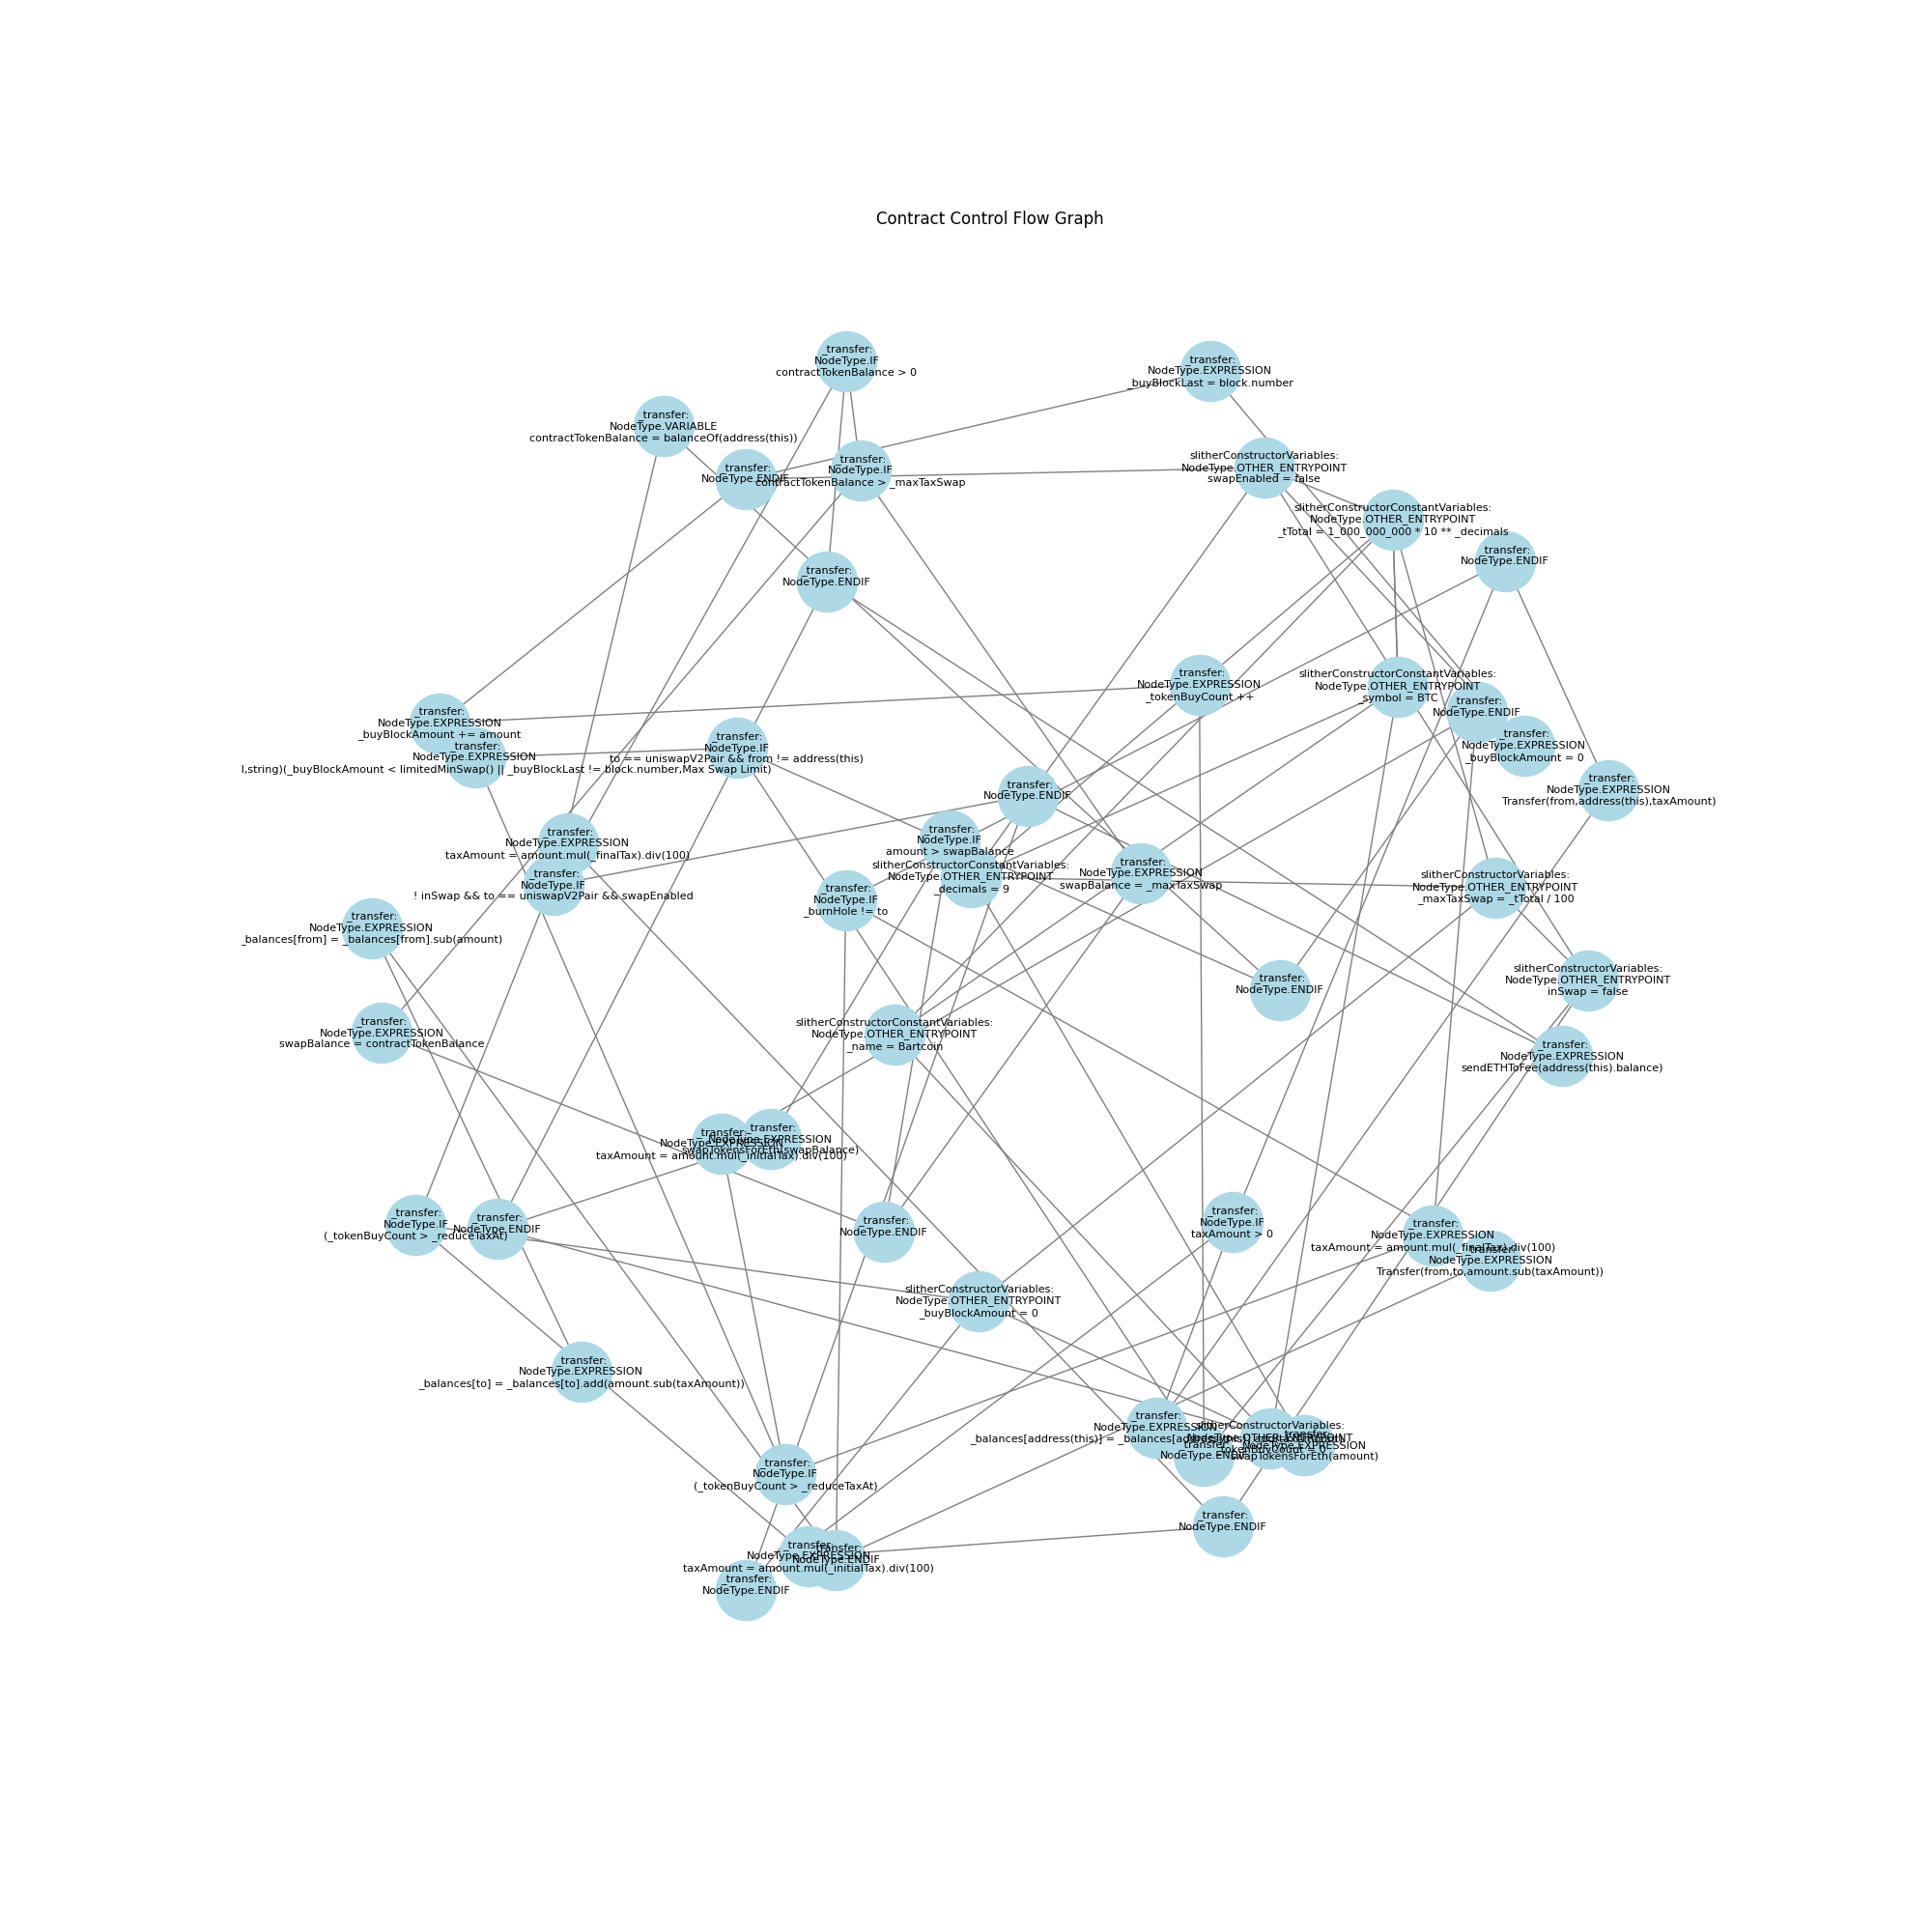 Contract Control Flow Graph
_transfer:
NodeType.IF
contractTokenBalance > 0
_transfer:
NodeType.EXPRESSION
_buyBlockLast = block.number
_transfer:
NodeType.VARIABLE
contractTokenBalance = balanceOf(address(this))
_transfer:
NodeType.ENDIF
_transfer:
NodeType.IF
contractTokenBalance > _maxTaxSwap
slitherConstructorVariables:
NodeType.OTHER_ENTRYPOINT
swapEnabled = false
slitherConstructorConstantVariables:
NodeType.OTHER_ENTRYPOINT
_tTotal = 1_000_000_000 * 10 ** _decimals
_transfer:
NodeType.ENDIF
_transfer:
NodeType.ENDIF
_transfer:
NodeType.EXPRESSION
_tokenBuyCount ++
slitherConstructorConstantVariables:
NodeType.OTHER_ENTRYPOINT
_symbol = BTC
_transfer:
NodeType.ENDIF
_transfer:
NodeType.EXPRESSION
_buyBlockAmount = 0
_transfer:
NodeType.EXPRESSION
_buyBlockAmount += amount
_transfer:
NodeType.EXPRESSION
l,string)(_buyBlockAmount < limitedMinSwap() || _buyBlockLast != block.number,Max Swap Limit)
_transfer:
NodeType.IF
to == uniswapV2Pair && from != address(this)
_transfer:
NodeType.EXPRESSION
Transfer(from,address(this),taxAmount)
_transfer:
NodeType.ENDIF
_transfer:
NodeType.EXPRESSION
taxAmount = amount.mul(_finalTax).div(100)
_transfer:
NodeType.IF
amount > swapBalance
slitherConstructorConstantVariables:
NodeType.OTHER_ENTRYPOINT
_decimals = 9
_transfer:
NodeType.EXPRESSION
swapBalance = _maxTaxSwap
slitherConstructorVariables:
NodeType.OTHER_ENTRYPOINT
_maxTaxSwap = _tTotal / 100
_transfer:
NodeType.IF
! inSwap && to == uniswapV2Pair && swapEnabled
_transfer:
NodeType.IF
_burnHole != to
_transfer:
NodeType.EXPRESSION
_balances[from] = _balances[from].sub(amount)
_transfer:
NodeType.ENDIF
slitherConstructorVariables:
NodeType.OTHER_ENTRYPOINT
inSwap = false
_transfer:
NodeType.EXPRESSION
swapBalance = contractTokenBalance
slitherConstructorConstantVariables:
NodeType.OTHER_ENTRYPOINT
_name = Bartcoin
_transfer:
NodeType.EXPRESSION
sendETHToFee(address(this).balance)
_transfer:
NodeType.EXPRESSION
taxAmount = amount.mul(_initialTax).div(100)
_transfer:
NodeType.EXPRESSION
swapTokensForEth(swapBalance)
_transfer:
NodeType.IF
(_tokenBuyCount > _reduceTaxAt)
_transfer:
NodeType.ENDIF
_transfer:
NodeType.ENDIF
_transfer:
NodeType.IF
taxAmount > 0
_transfer:
NodeType.EXPRESSION
taxAmount = amount.mul(_finalTax).div(100)
_transfer:
NodeType.EXPRESSION
Transfer(from,to,amount.sub(taxAmount))
slitherConstructorVariables:
NodeType.OTHER_ENTRYPOINT
_buyBlockAmount = 0
_transfer:
NodeType.EXPRESSION
_balances[to] = _balances[to].add(amount.sub(taxAmount))
_transfer:
NodeType.EXPRESSION
_balances[address(this)] =
slitherConstructorVariables:
NodeType.OTHER_ENTRYPOINT
_tokenBuyCount = 0
_transfer:
NodeType.EXPRESSION
swapTokensForEth(amount)
_transfer:
NodeType.ENDIF
_transfer:
NodeType.IF
(_tokenBuyCount > _reduceTaxAt)
_transfer:
NodeType.ENDIF
_transfer:
NodeType.EXPRESSION
taxAmount = amount.mul(_initialTax).div(100)
_transfer:
NodeType.ENDIF
_transfer:
NodeType.ENDIF